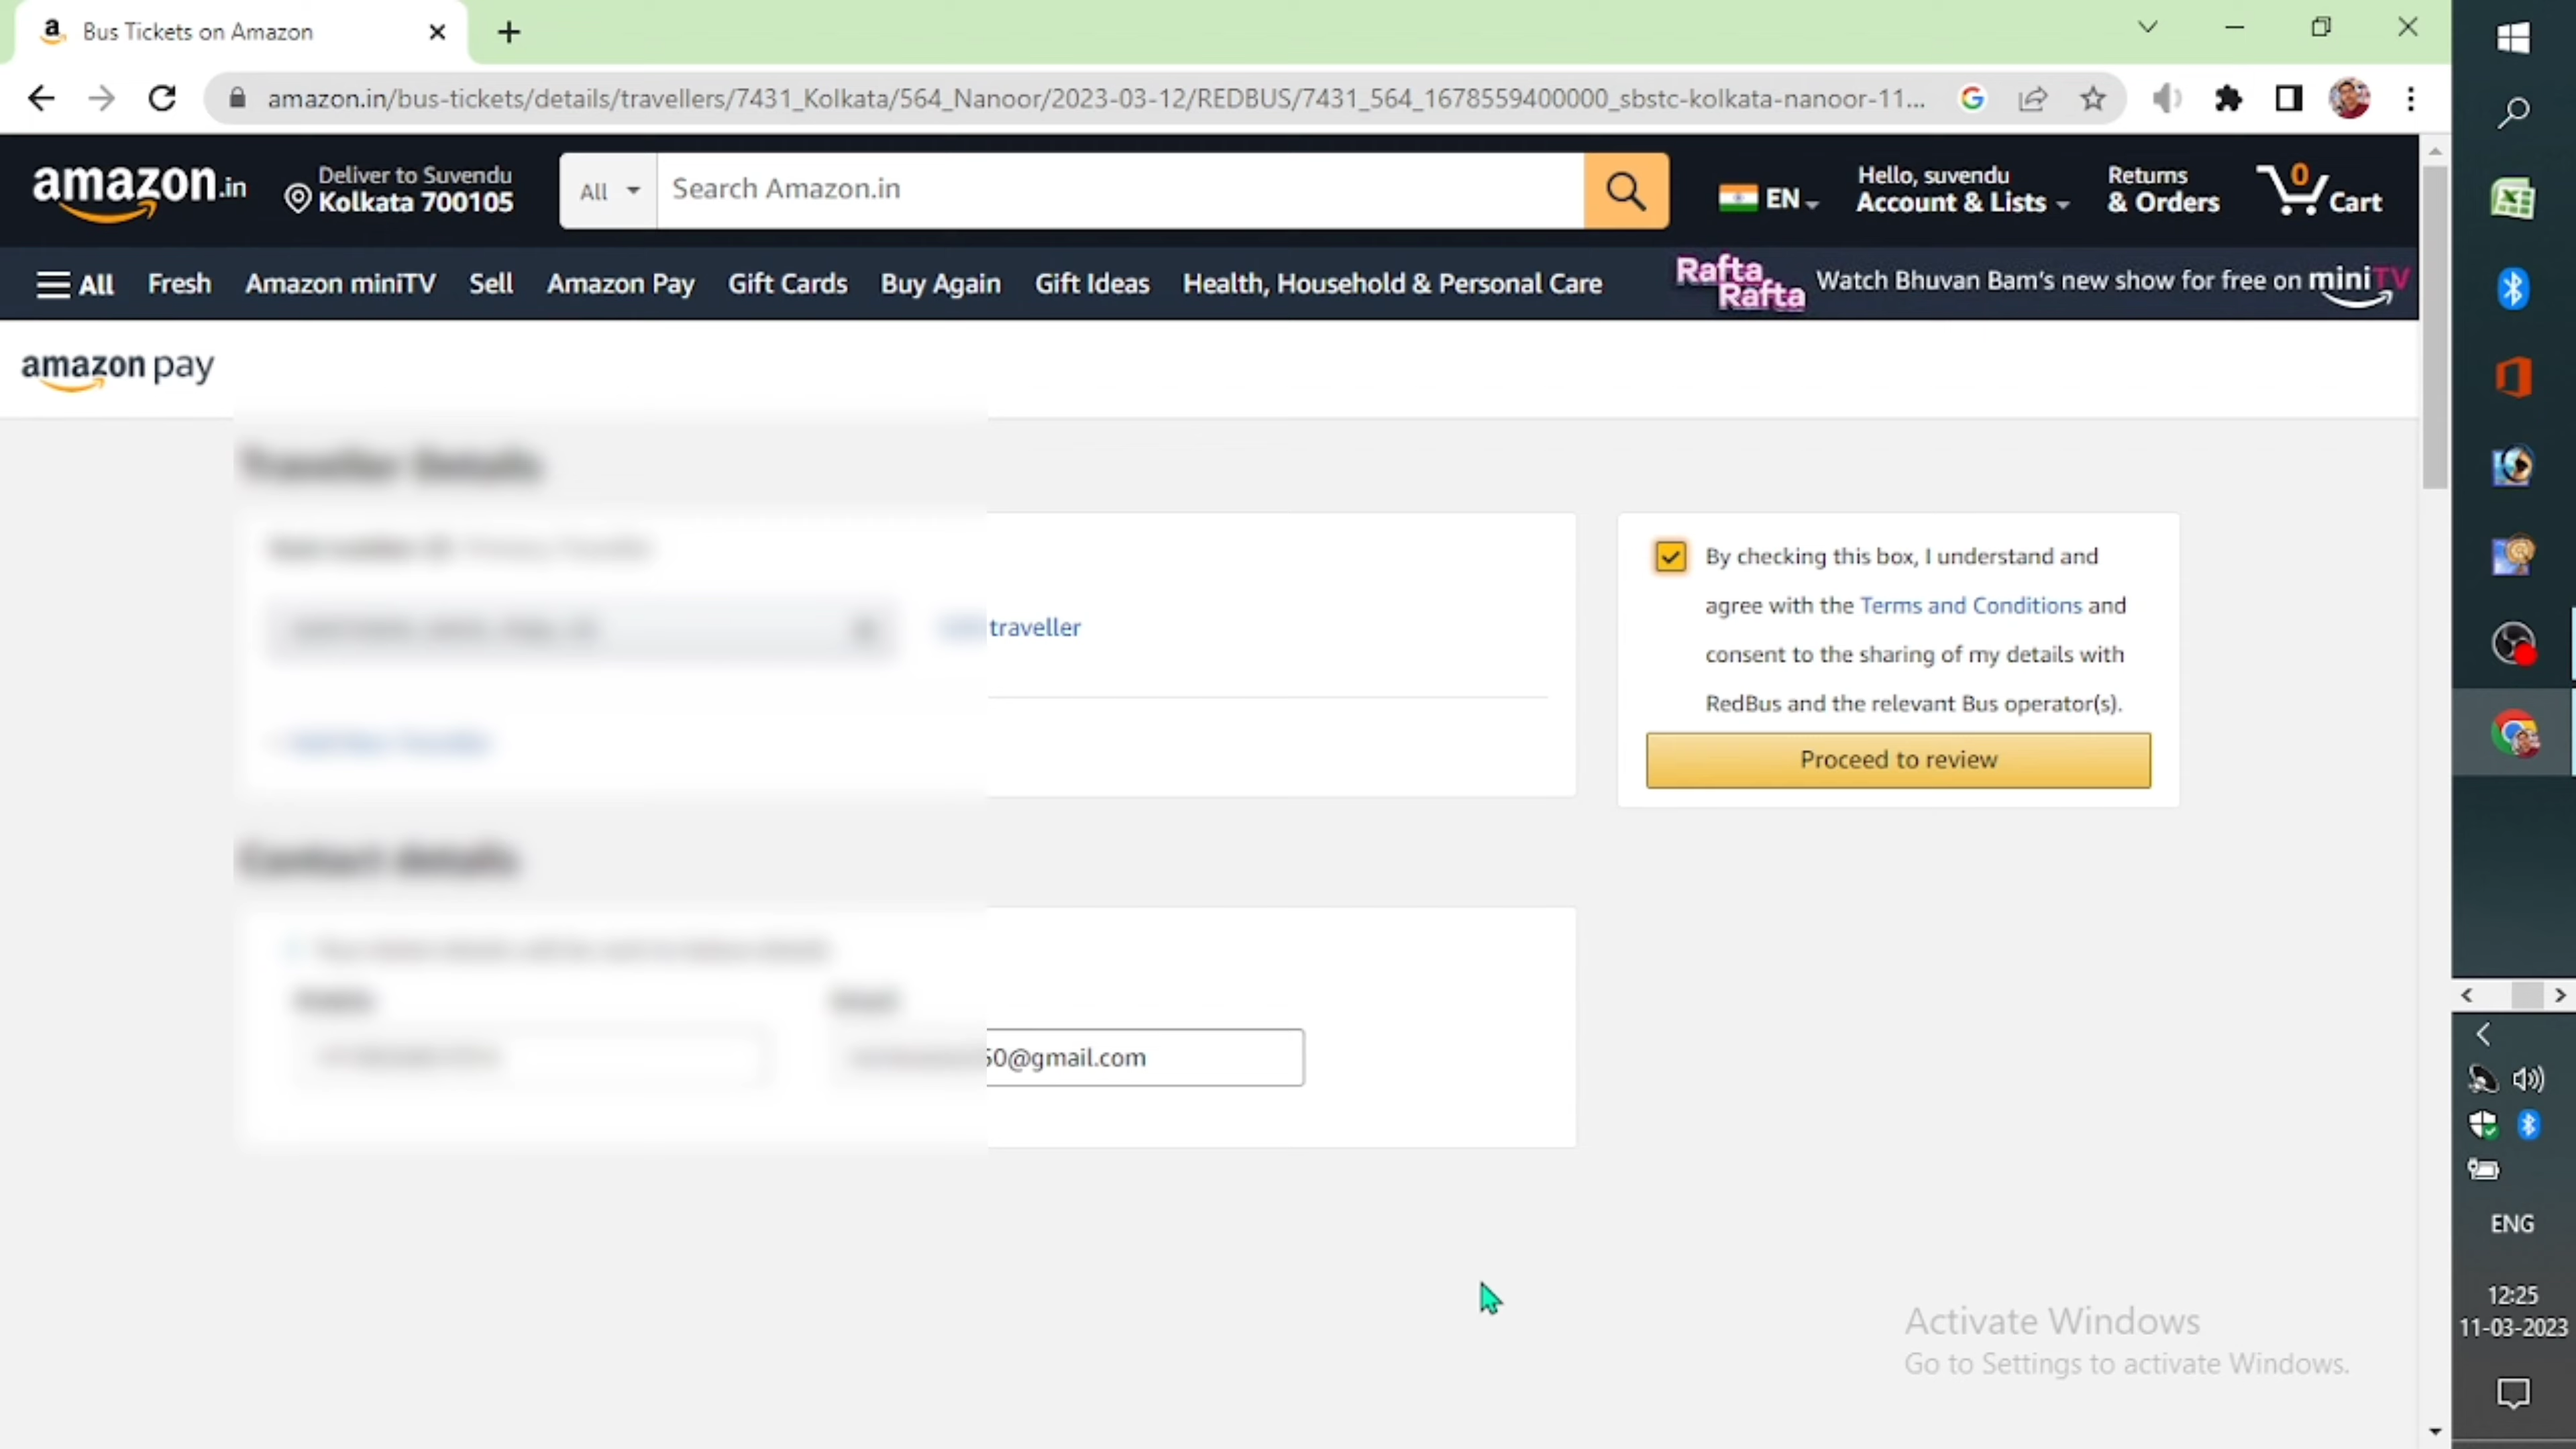 Bus Tickets on Amazon
amazon.in/bus-tickets/details/travellers/7431_Kolkata/564_Nanoor/2023-03-12/REDBUS/7431_564_1678559400000_sbstc-kolkata-nanoor-11...
amazon.in
Deliver to Suvendu
Kolkata 700105
All
Search Amazon.in
EN
Hello, suvendu
Account & Lists
Returns
& Orders
0
Cart
All Fresh Amazon miniTV Sell Amazon Pay Gift Cards Buy Again Gift Ideas Health, Household & Personal Care
Rafta Rafta
Watch Bhuvan Bam's new show for free on miniTV
amazon pay
Traveller Details
traveller
By checking this box, I understand and
agree with the Terms and Conditions and
consent to the sharing of my details with
RedBus and the relevant Bus operator(s).
Proceed to review
Contact details
50@gmail.com
Activate Windows
Go to Settings to activate Windows.
ENG
12:25
11-03-2023